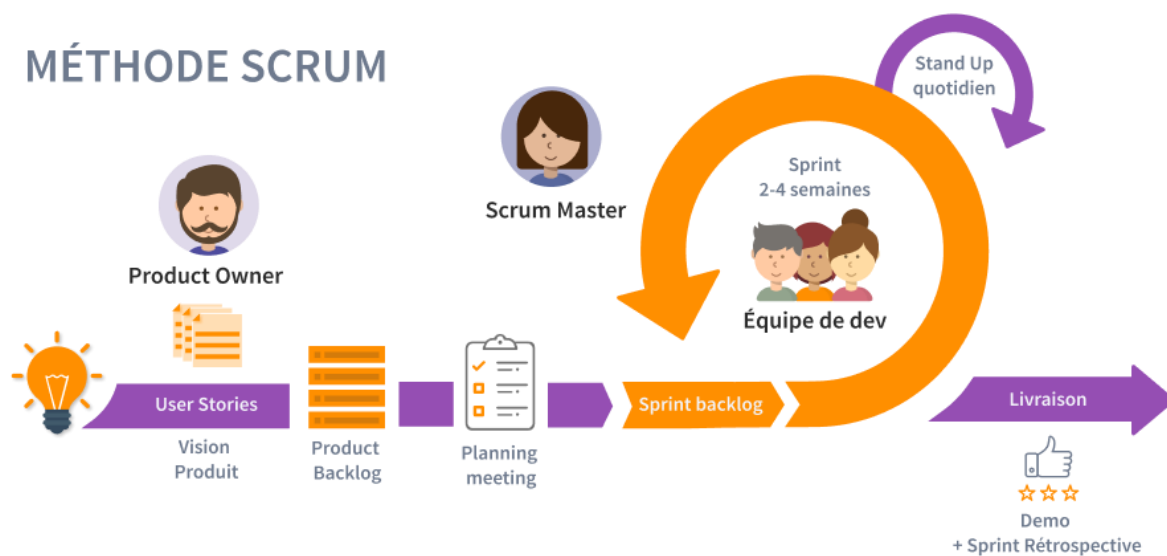 MÉTHODE SCRUM
Stand Up
quotidien
Sprint
2-4 semaines
Scrum Master
Product Owner
Équipe de dev
User Stories
Sprint backlog
Livraison
Vision
Produit
Product
Backlog
Planning
meeting
Demo
+ Sprint Rétrospective